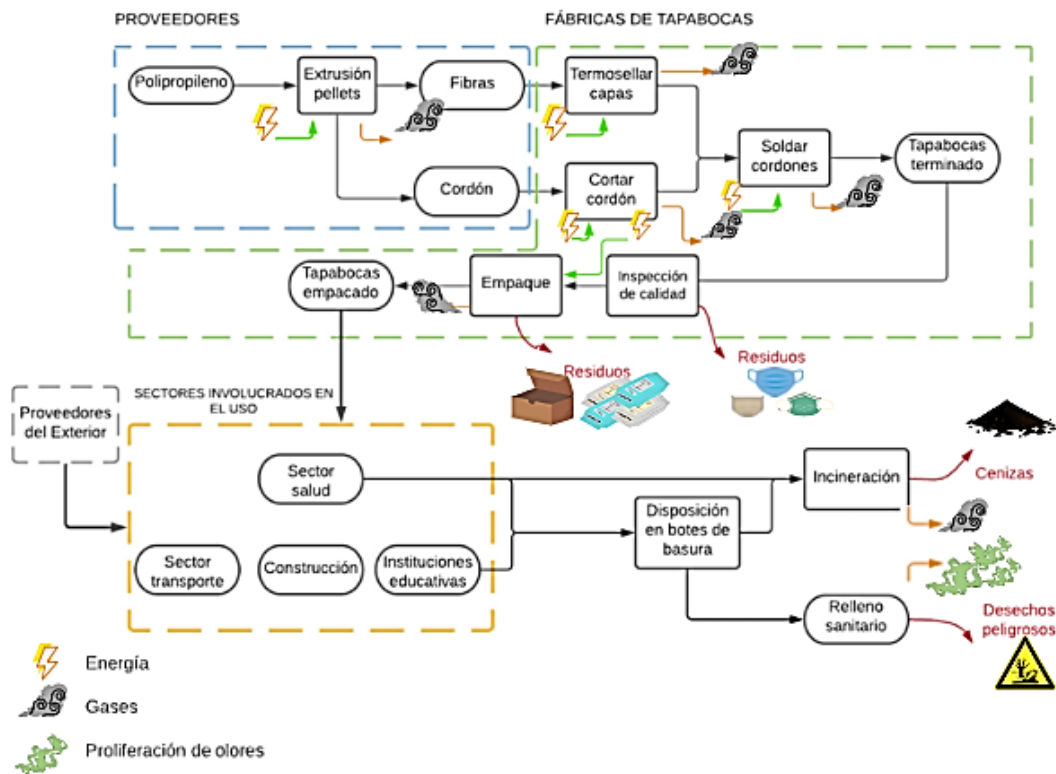 PROVEEDORES
FÁBRICAS DE TAPABOCAS
Polipropileno
Extrusión
pellets
Fibras
Termosellar
capas
Soldar
cordones
Tapabocas
terminado
Cordón
Cortar
cordón
Tapabocas
empacado
Empaque
Inspección
de calidad
Residuos
Residuos
SECTORES INVOLUCRADOS EN
EL USO
Proveedores
del Exterior
Sector
salud
Incineración
Cenizas
Disposición
en botes de
basura
Sector
transporte
Construcción
Instituciones
educativas
Relleno
sanitario
Desechos
peligrosos
Energía
Gases
Proliferación de olores